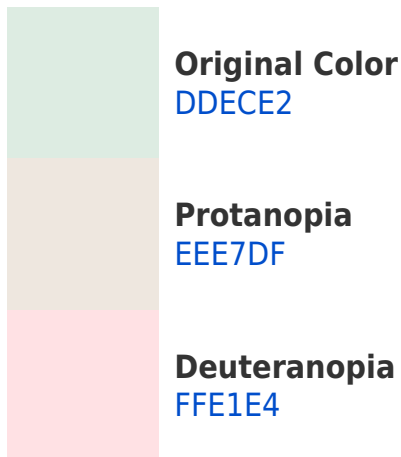 Original Color
DDECE2
Protanopia
EEE7DF
Deuteranopia
FFE1E4